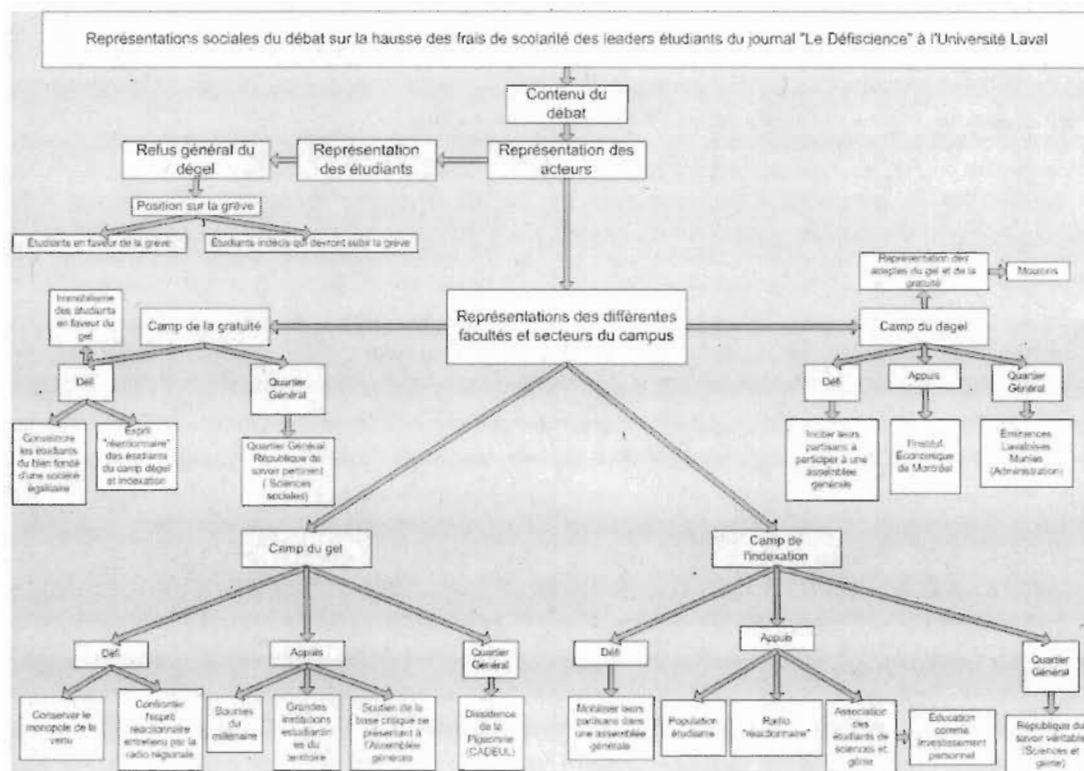 Représentations sociales du débat sur la hausse des frais de scolarité des leaders étudiants du journal "Le Défiscience" à l'Université Laval
Contenu du
débat
Refus général du
dégel
Représentation
des étudiants
Représentation des
acteurs
Position sur la grève
Etudiants en faveur de la grève
Étudiants indécis qui devront subir la grève
Représentation des
adeptes du gel et de la
gratuité
Moutons
Immobilisme
des étudiants
en faveur du
gel
Camp de la gratuité
Représentations des différentes
facultés et secteurs du campus
Camp du dégel
Défi
Quartier
Général
Défi
Appuis
Quartier
Général
Convaincre
les étudiants
du bien fondé
d'une société
égalitaire
Esprit
"réactionnaire"
des étudiants
du camp dégel
et indexation
Quartier Général
République de
savoir pertinent
( Sciences
sociales)
Inciter leurs
partisans à
participer à une
assemblée
générale
l'Institut
Économique
de Montréal
Éminences
Lavaloises
(Administration)
Camp du gel
Camp de
l'indexation
Défi
Appuis
Quartier
Général
Défi
Appuis
Quartier
Général
Conserver le
monopole de la
vertu
Confronter
l'esprit
réactionnaire
entretenu par la
radio régionale
Bourses
du
millénaire
Grandes
institutions
estudiantin
es du
territoire
Soutien de la
base critique se
présentant à
l'Assemblée
générale
Dissidence
de la
Pigeonne
(CADEUL)
Mobiliser leurs
partisans dans
une assemblée
générale
Population
étudiante
Radio
"réactionnaire"
Association
des
étudiants de
sciences et
génie
Éducation
comme
investissement
personnel
République du
savoir véritable
(Sciences et
génie)